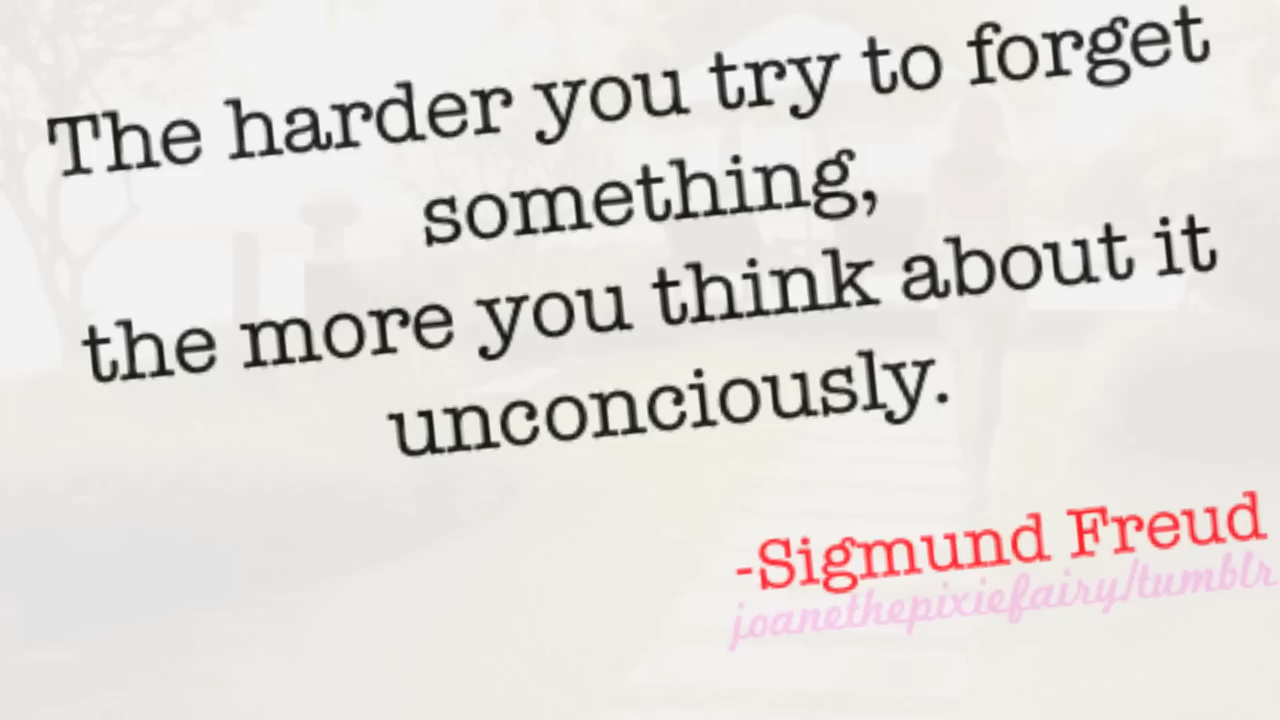 The harder you try to forget
something,
the more you think about it
unconciously.
-Sigmund Freud
joanethepixiefairy/tumblr